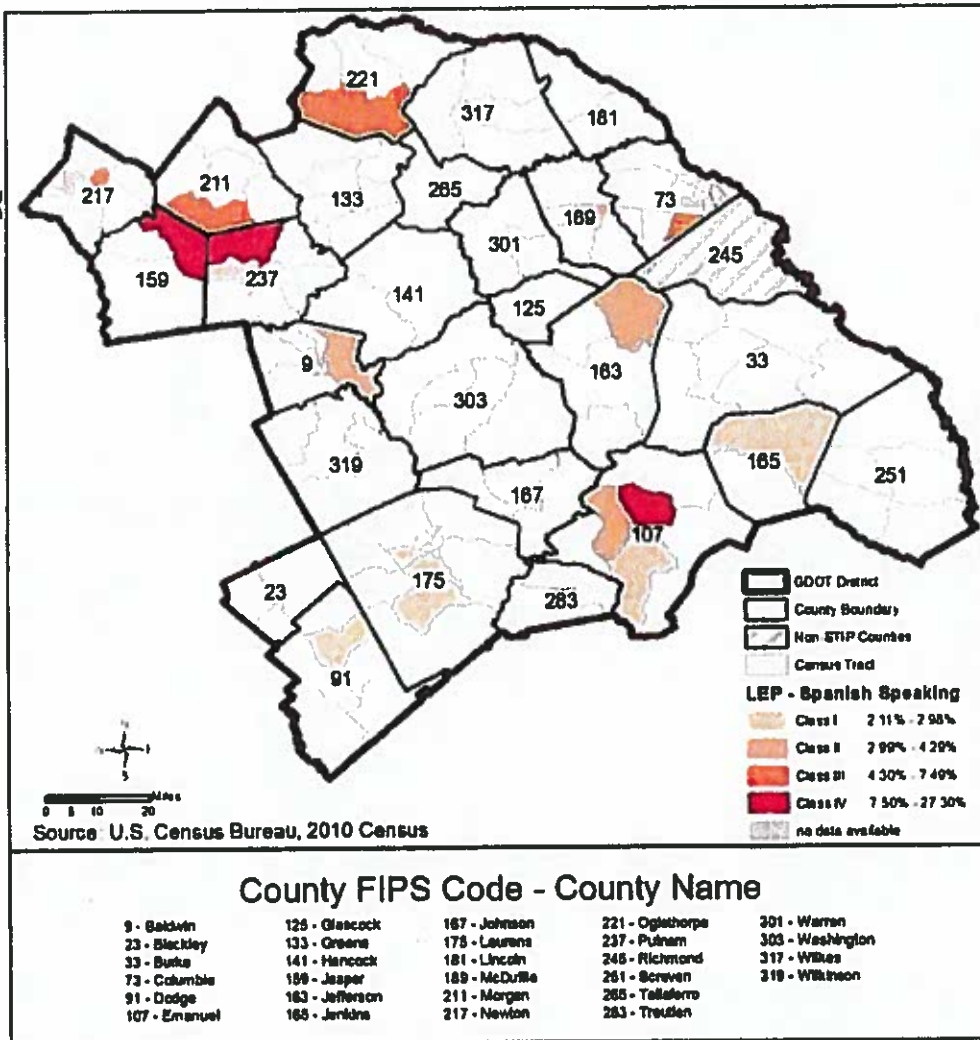 221
317
181
217
211
133
265
189
73
301
245
159
237
141
125
9
163
33
303
319
165
251
167
107
175
23
283
91
GDOT District
County Boundary
Non-STIP Counties
Census Tract
LEP - Spanish Speaking
Class I 2.11% - 2.98%
Class II 2.99% - 4.29%
Class III 4.30% - 7.49%
Class IV 7.50% - 27.30%
no data available
N
S
Miles
0 5 10 20
Source: U.S. Census Bureau, 2010 Census
County FIPS Code - County Name
9 - Baldwin
23 - Bleckley
33 - Burke
73 - Columbia
91 - Dodge
107 - Emanuel
125 - Glascock
133 - Greene
141 - Hancock
159 - Jasper
163 - Jefferson
165 - Jenkins
167 - Johnson
175 - Laurens
181 - Lincoln
189 - McDuffie
211 - Morgan
217 - Newton
221 - Oglethorpe
237 - Putnam
245 - Richmond
251 - Screven
265 - Taliaferro
283 - Treutlen
301 - Warren
303 - Washington
317 - Wilkes
319 - Wilkinson